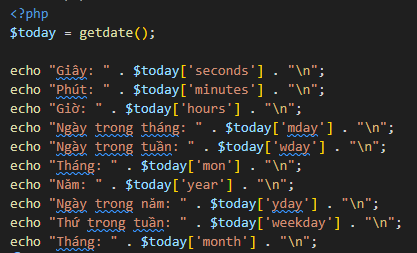 <?php
$today = getdate();
echo "Giây: " . $today['seconds'] . "\n";
echo "Phút: " . $today['minutes'] . "\n";
echo "Giờ: " . $today['hours'] . "\n";
echo "Ngày trong tháng: " . $today['mday'] . "\n";
echo "Ngày trong tuần: " . $today['wday'] . "\n";
echo "Tháng: " . $today['mon'] . "\n";
echo "Năm: " . $today['year'] . "\n";
echo "Ngày trong năm: " . $today['yday'] . "\n";
echo "Thứ trong tuần: " . $today['weekday'] . "\n";
echo "Tháng: " . $today['month'] . "\n";